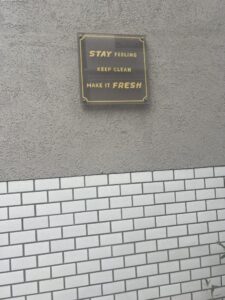 STAY FEELING
KEEP CLEAN
MAKE IT FRESH